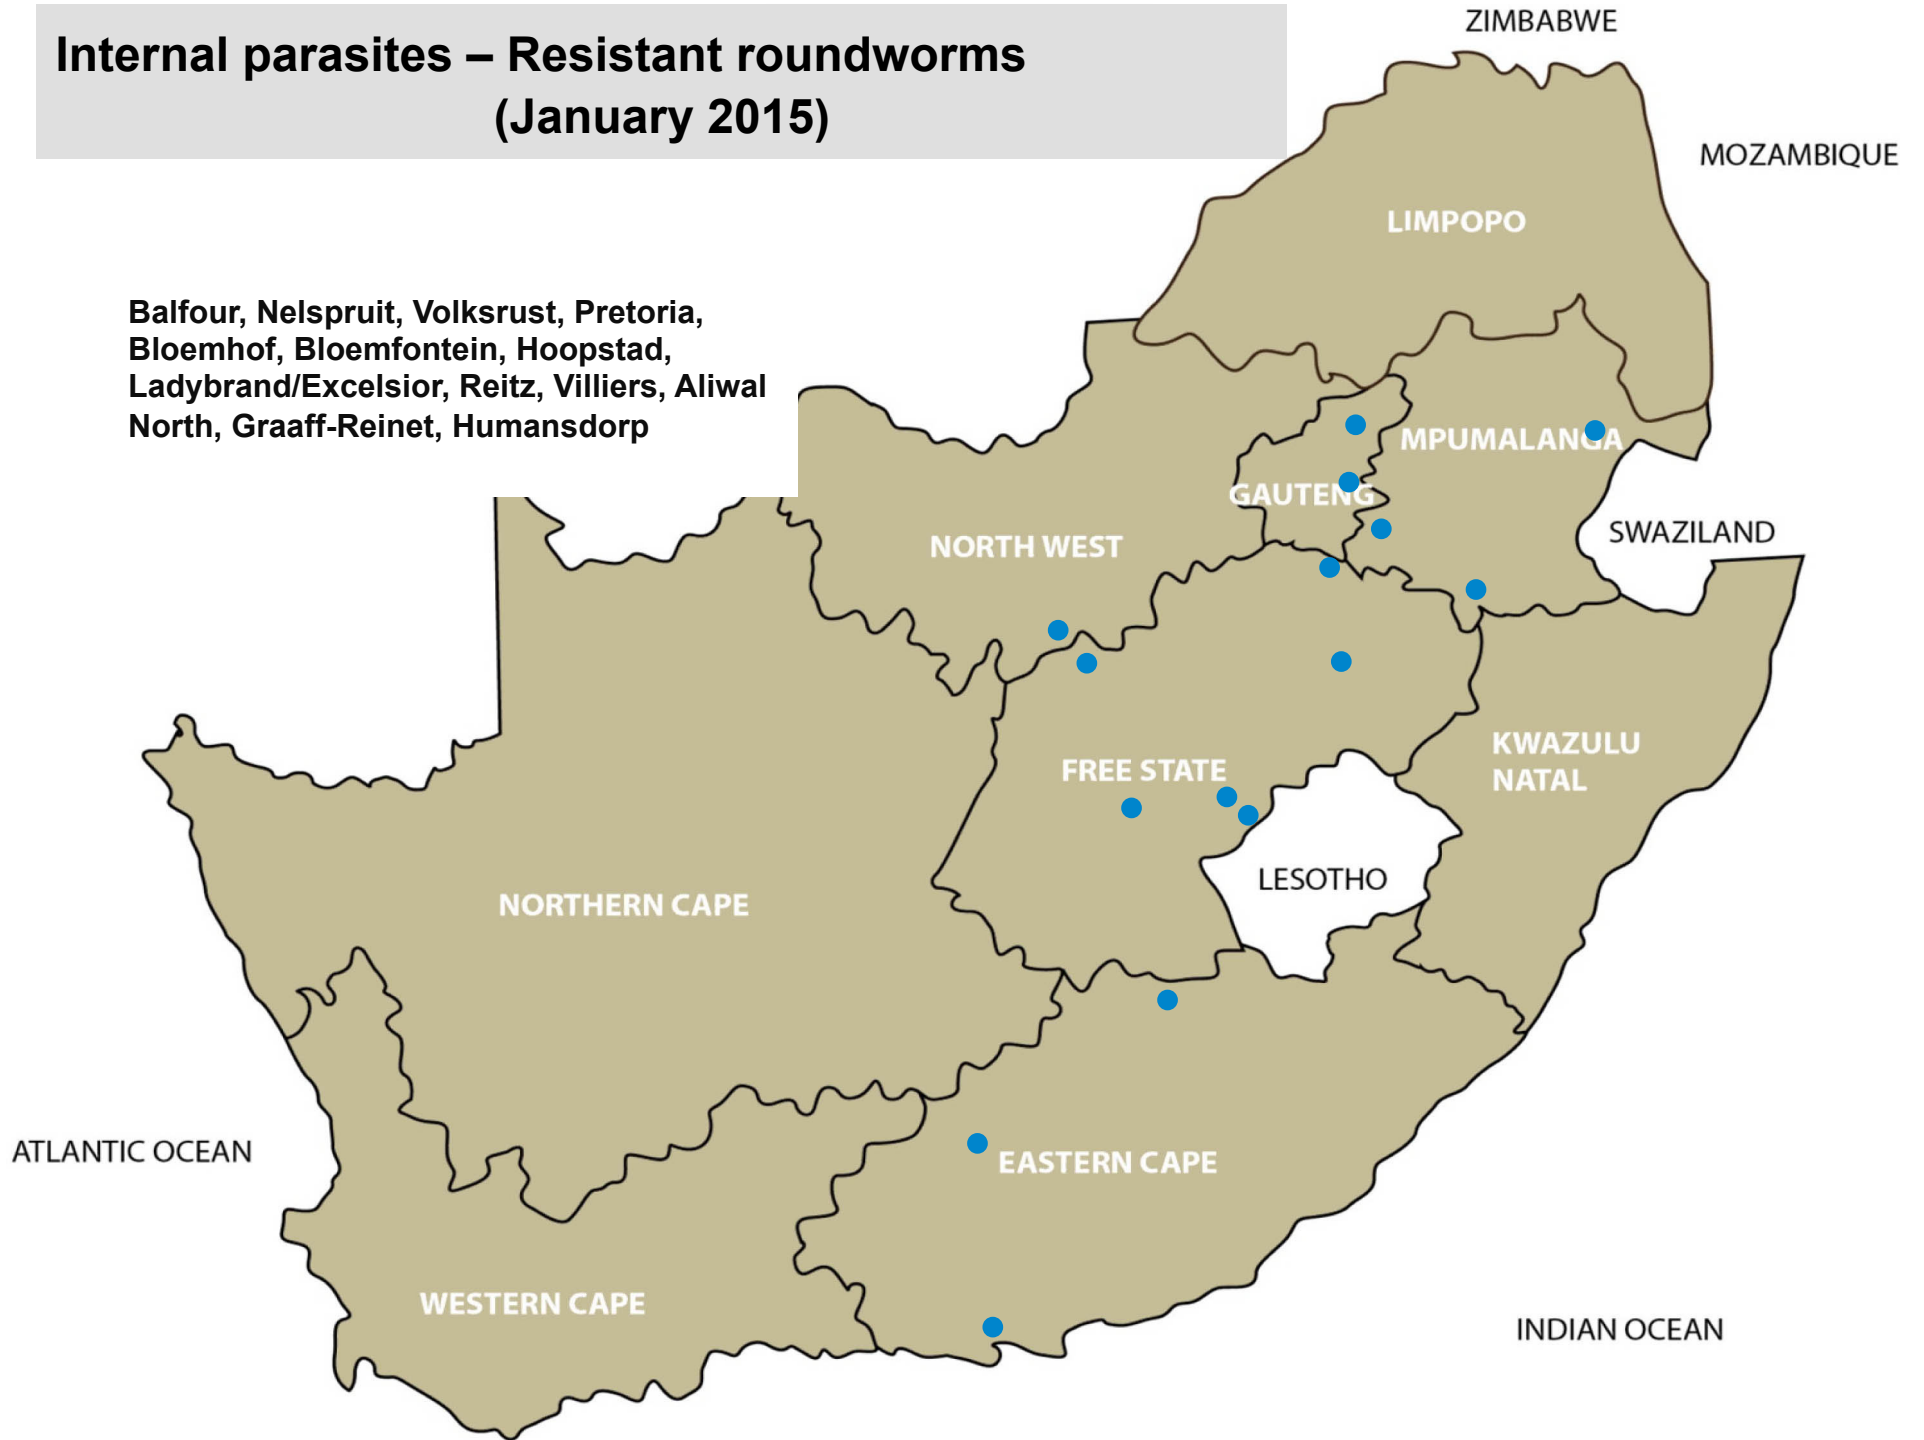 Internal parasites – Resistant roundworms
(January 2015)
ZIMBABWE
MOZAMBIQUE
LIMPOPO
Balfour, Nelspruit, Volksrust, Pretoria,
Bloemhof, Bloemfontein, Hoopstad,
Ladybrand/Excelsior, Reitz, Villiers, Aliwal
North, Graaff-Reinet, Humansdorp
MPUMALANGA
GAUTENG
SWAZILAND
NORTH WEST
KWAZULU
NATAL
FREE STATE
LESOTHO
NORTHERN CAPE
ATLANTIC OCEAN
EASTERN CAPE
WESTERN CAPE
INDIAN OCEAN